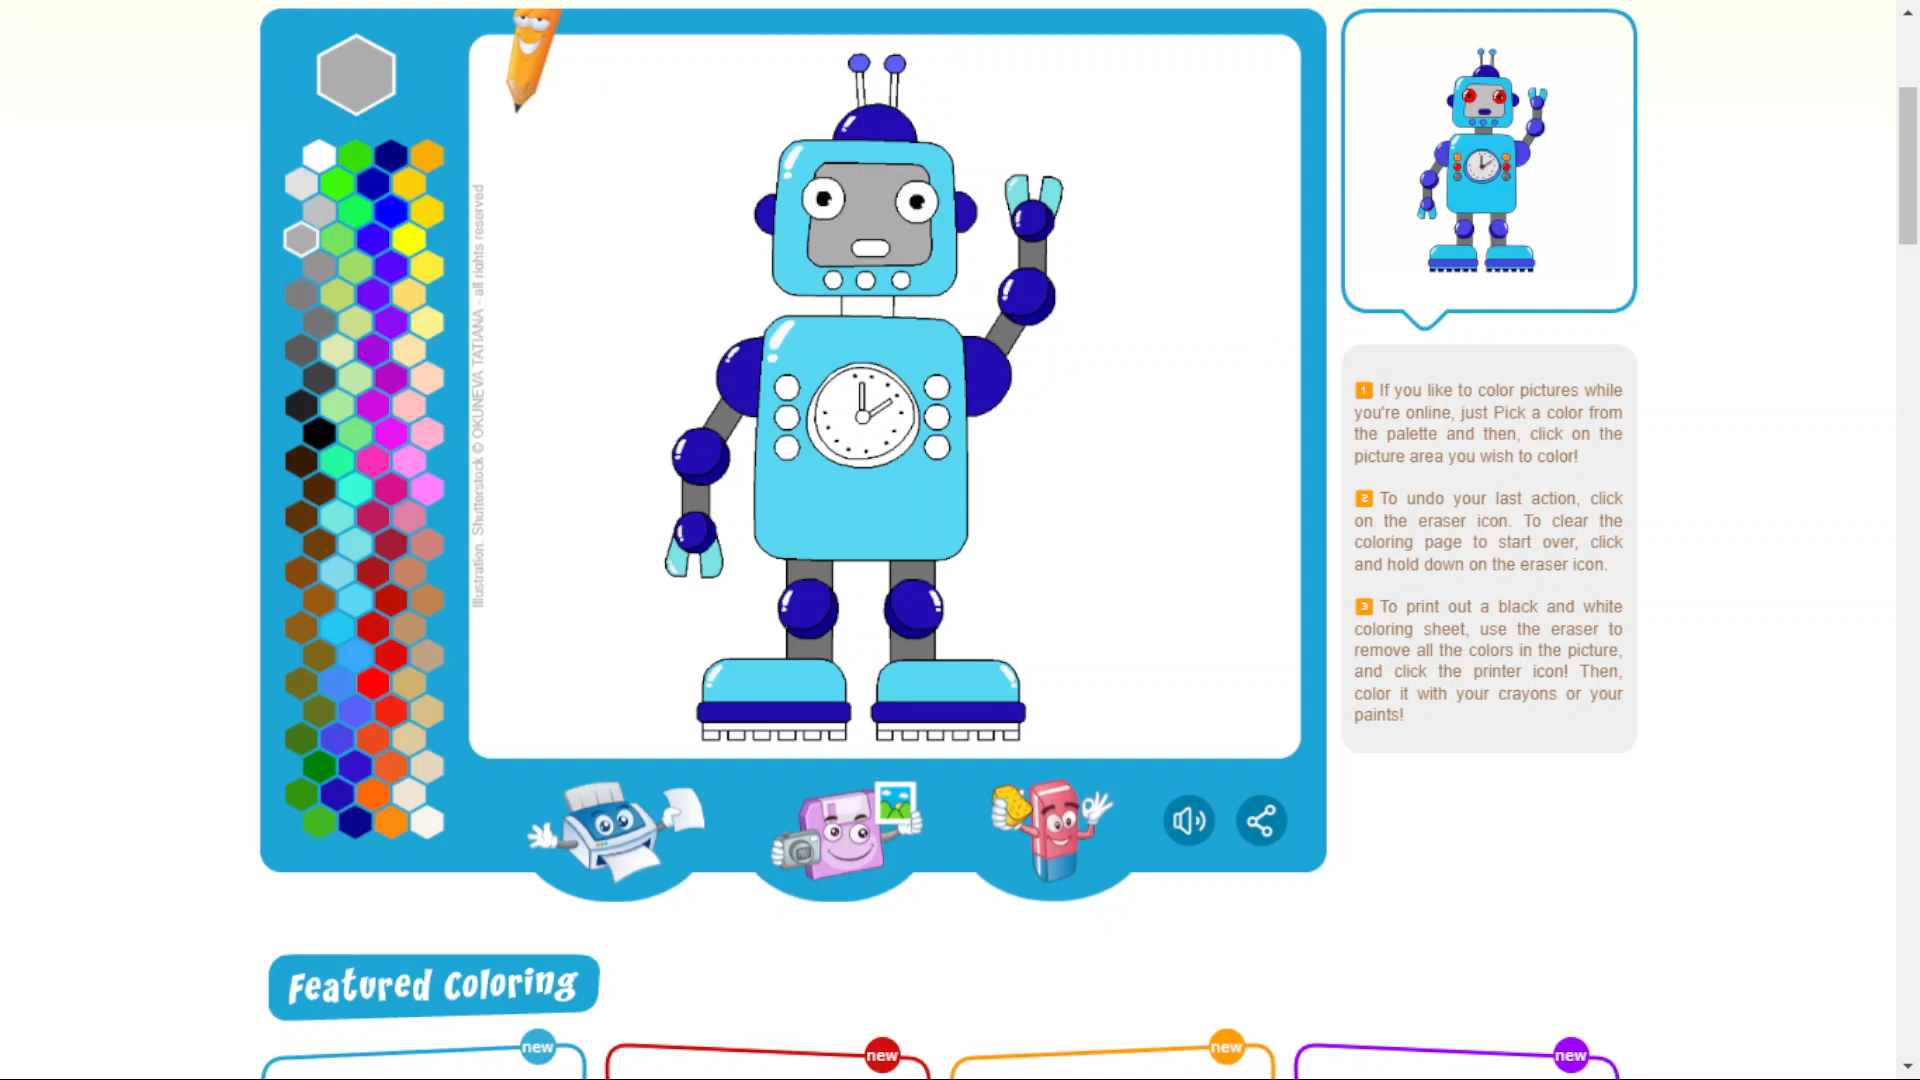 Illustration: Shutterstock © OKUNEVA TATIANA - all rights reserved
1 If you like to color pictures while
you're online, just Pick a color from
the palette and then, click on the
picture area you wish to color!
2 To undo your last action, click
on the eraser icon. To clear the
coloring page to start over, click
and hold down on the eraser icon.
3 To print out a black and white
coloring sheet, use the eraser to
remove all the colors in the picture,
and click the printer icon! Then,
color it with your crayons or your
paints!
Featured Coloring
new
new
new
new